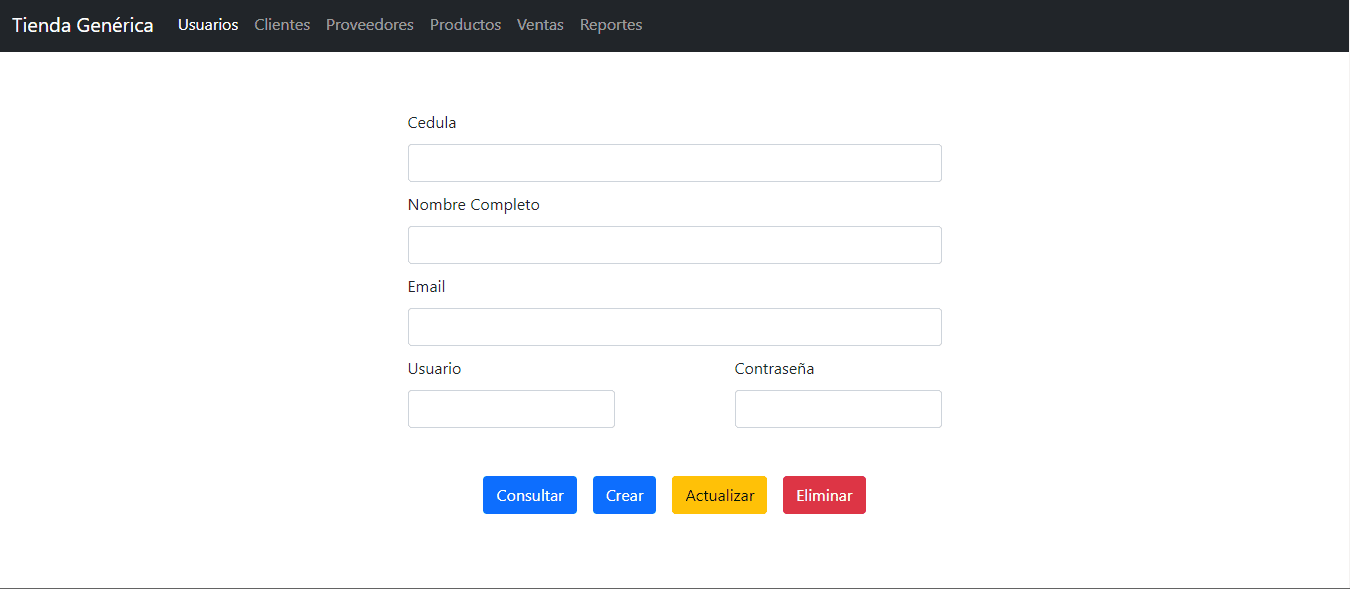 Tienda Genérica Usuarios Clientes Proveedores Productos Ventas Reportes
Cedula
Nombre Completo
Email
Usuario Contraseña
Consultar Crear Actualizar Eliminar